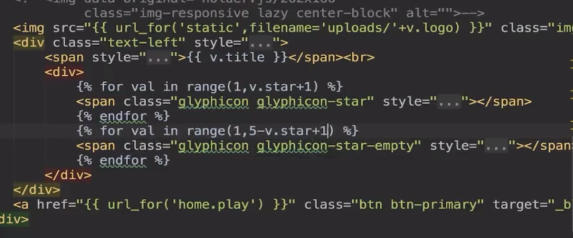 class="img-responsive lazy center-block" alt="">-->
<img src="{{ url_for('static',filename='uploads/'+v.logo) }}" class="im
<div class="text-left" style="...">
<span style="...">{{ v.title }}</span><br>
<div>
{% for val in range(1,v.star+1) %}
<span class="glyphicon glyphicon-star" style="..."></span>
{% endfor %}
{% for val in range(1,5-v.star+1) %}
<span class="glyphicon glyphicon-star-empty" style="..."></span
{% endfor %}
</div>
</div>
<a href="{{ url_for('home.play') }}" class="btn btn-primary" target="_b
div>